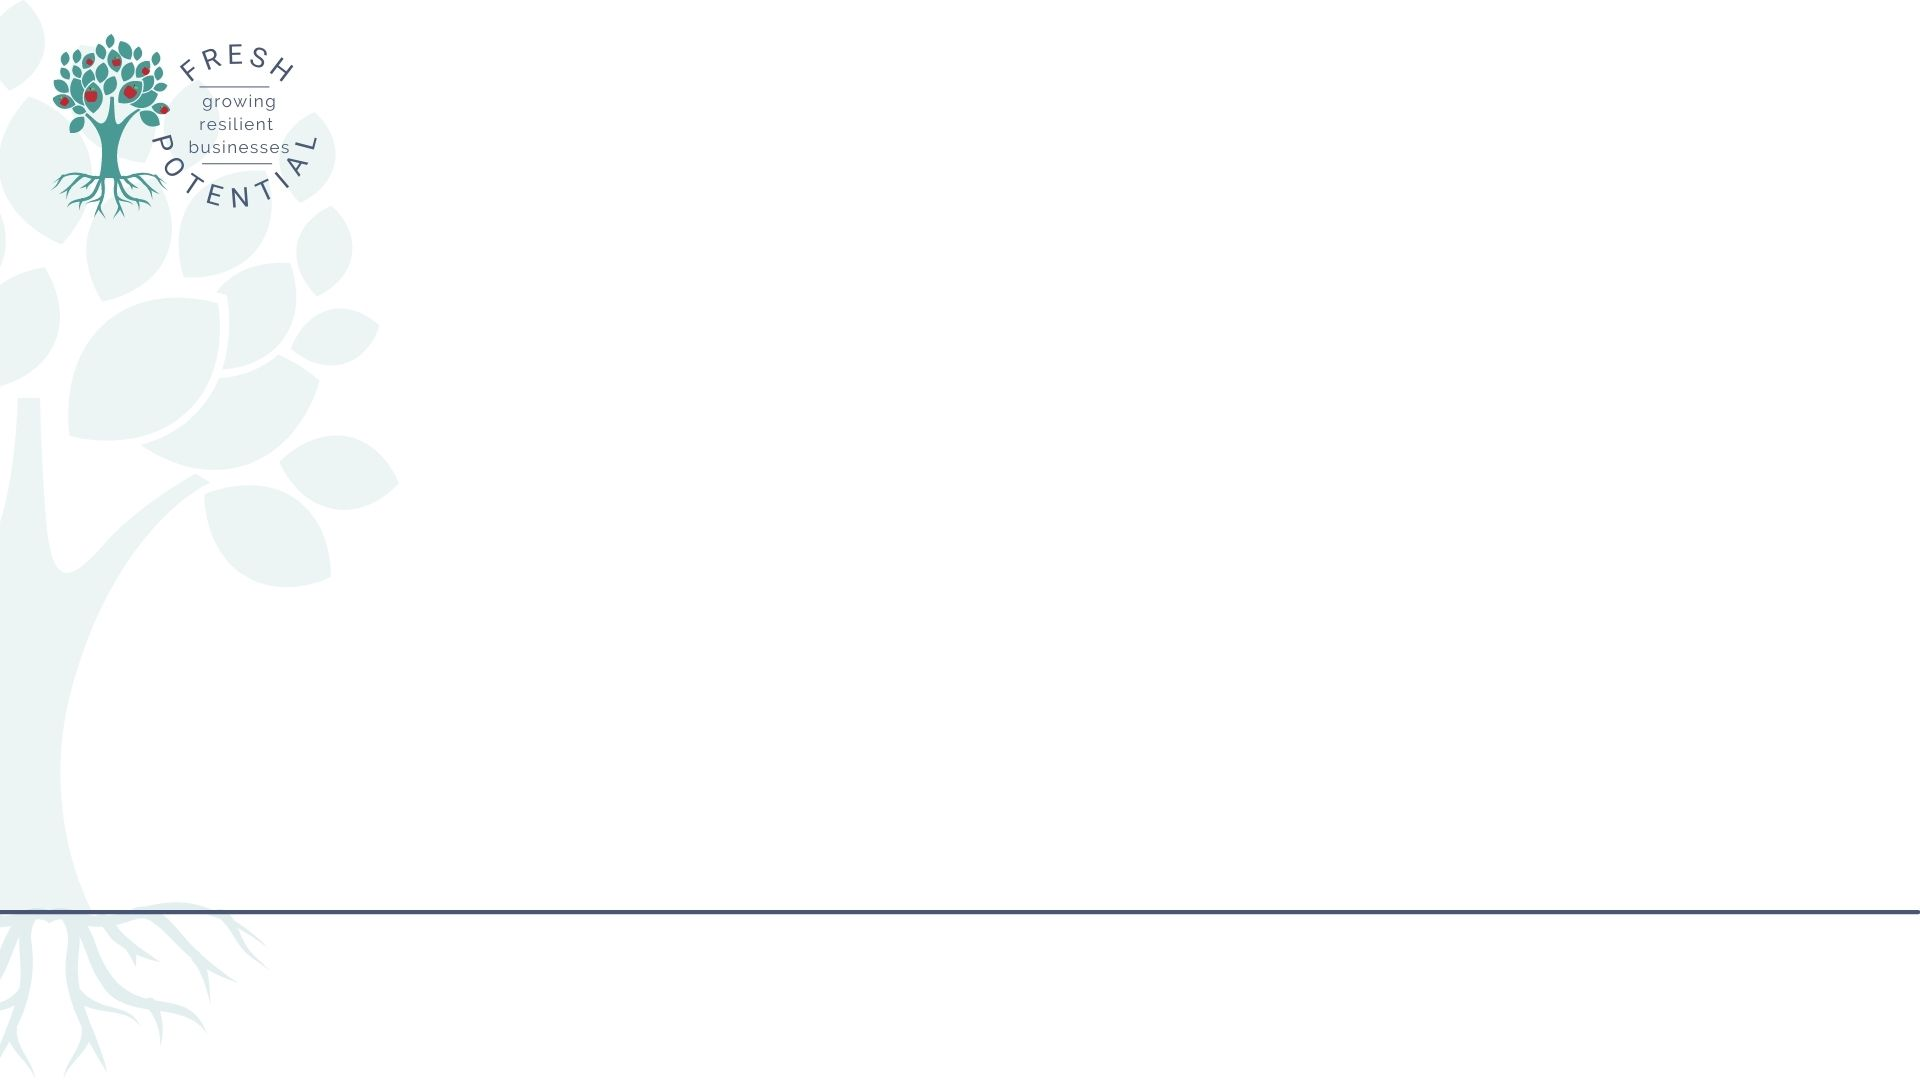 FRESH
growing
resilient
businesses
POTENTIAL